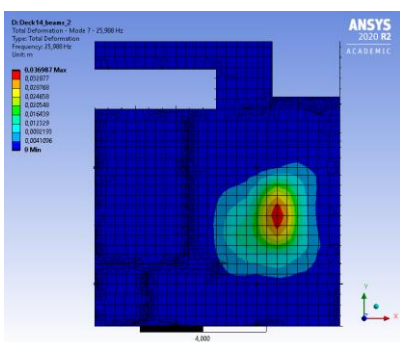 D: Deck14_beams_2
Total Deformation - Mode 7 - 25,988 Hz
Type: Total Deformation
Frequency: 25,988 Hz
Unit: m
0,036987 Max
0,032877
0,028768
0,024658
0,020548
0,016439
0,012329
0,0082193
0,0041096
0 Min
ANSYS
2020 R2
ACADEMIC
Y
X
4,000